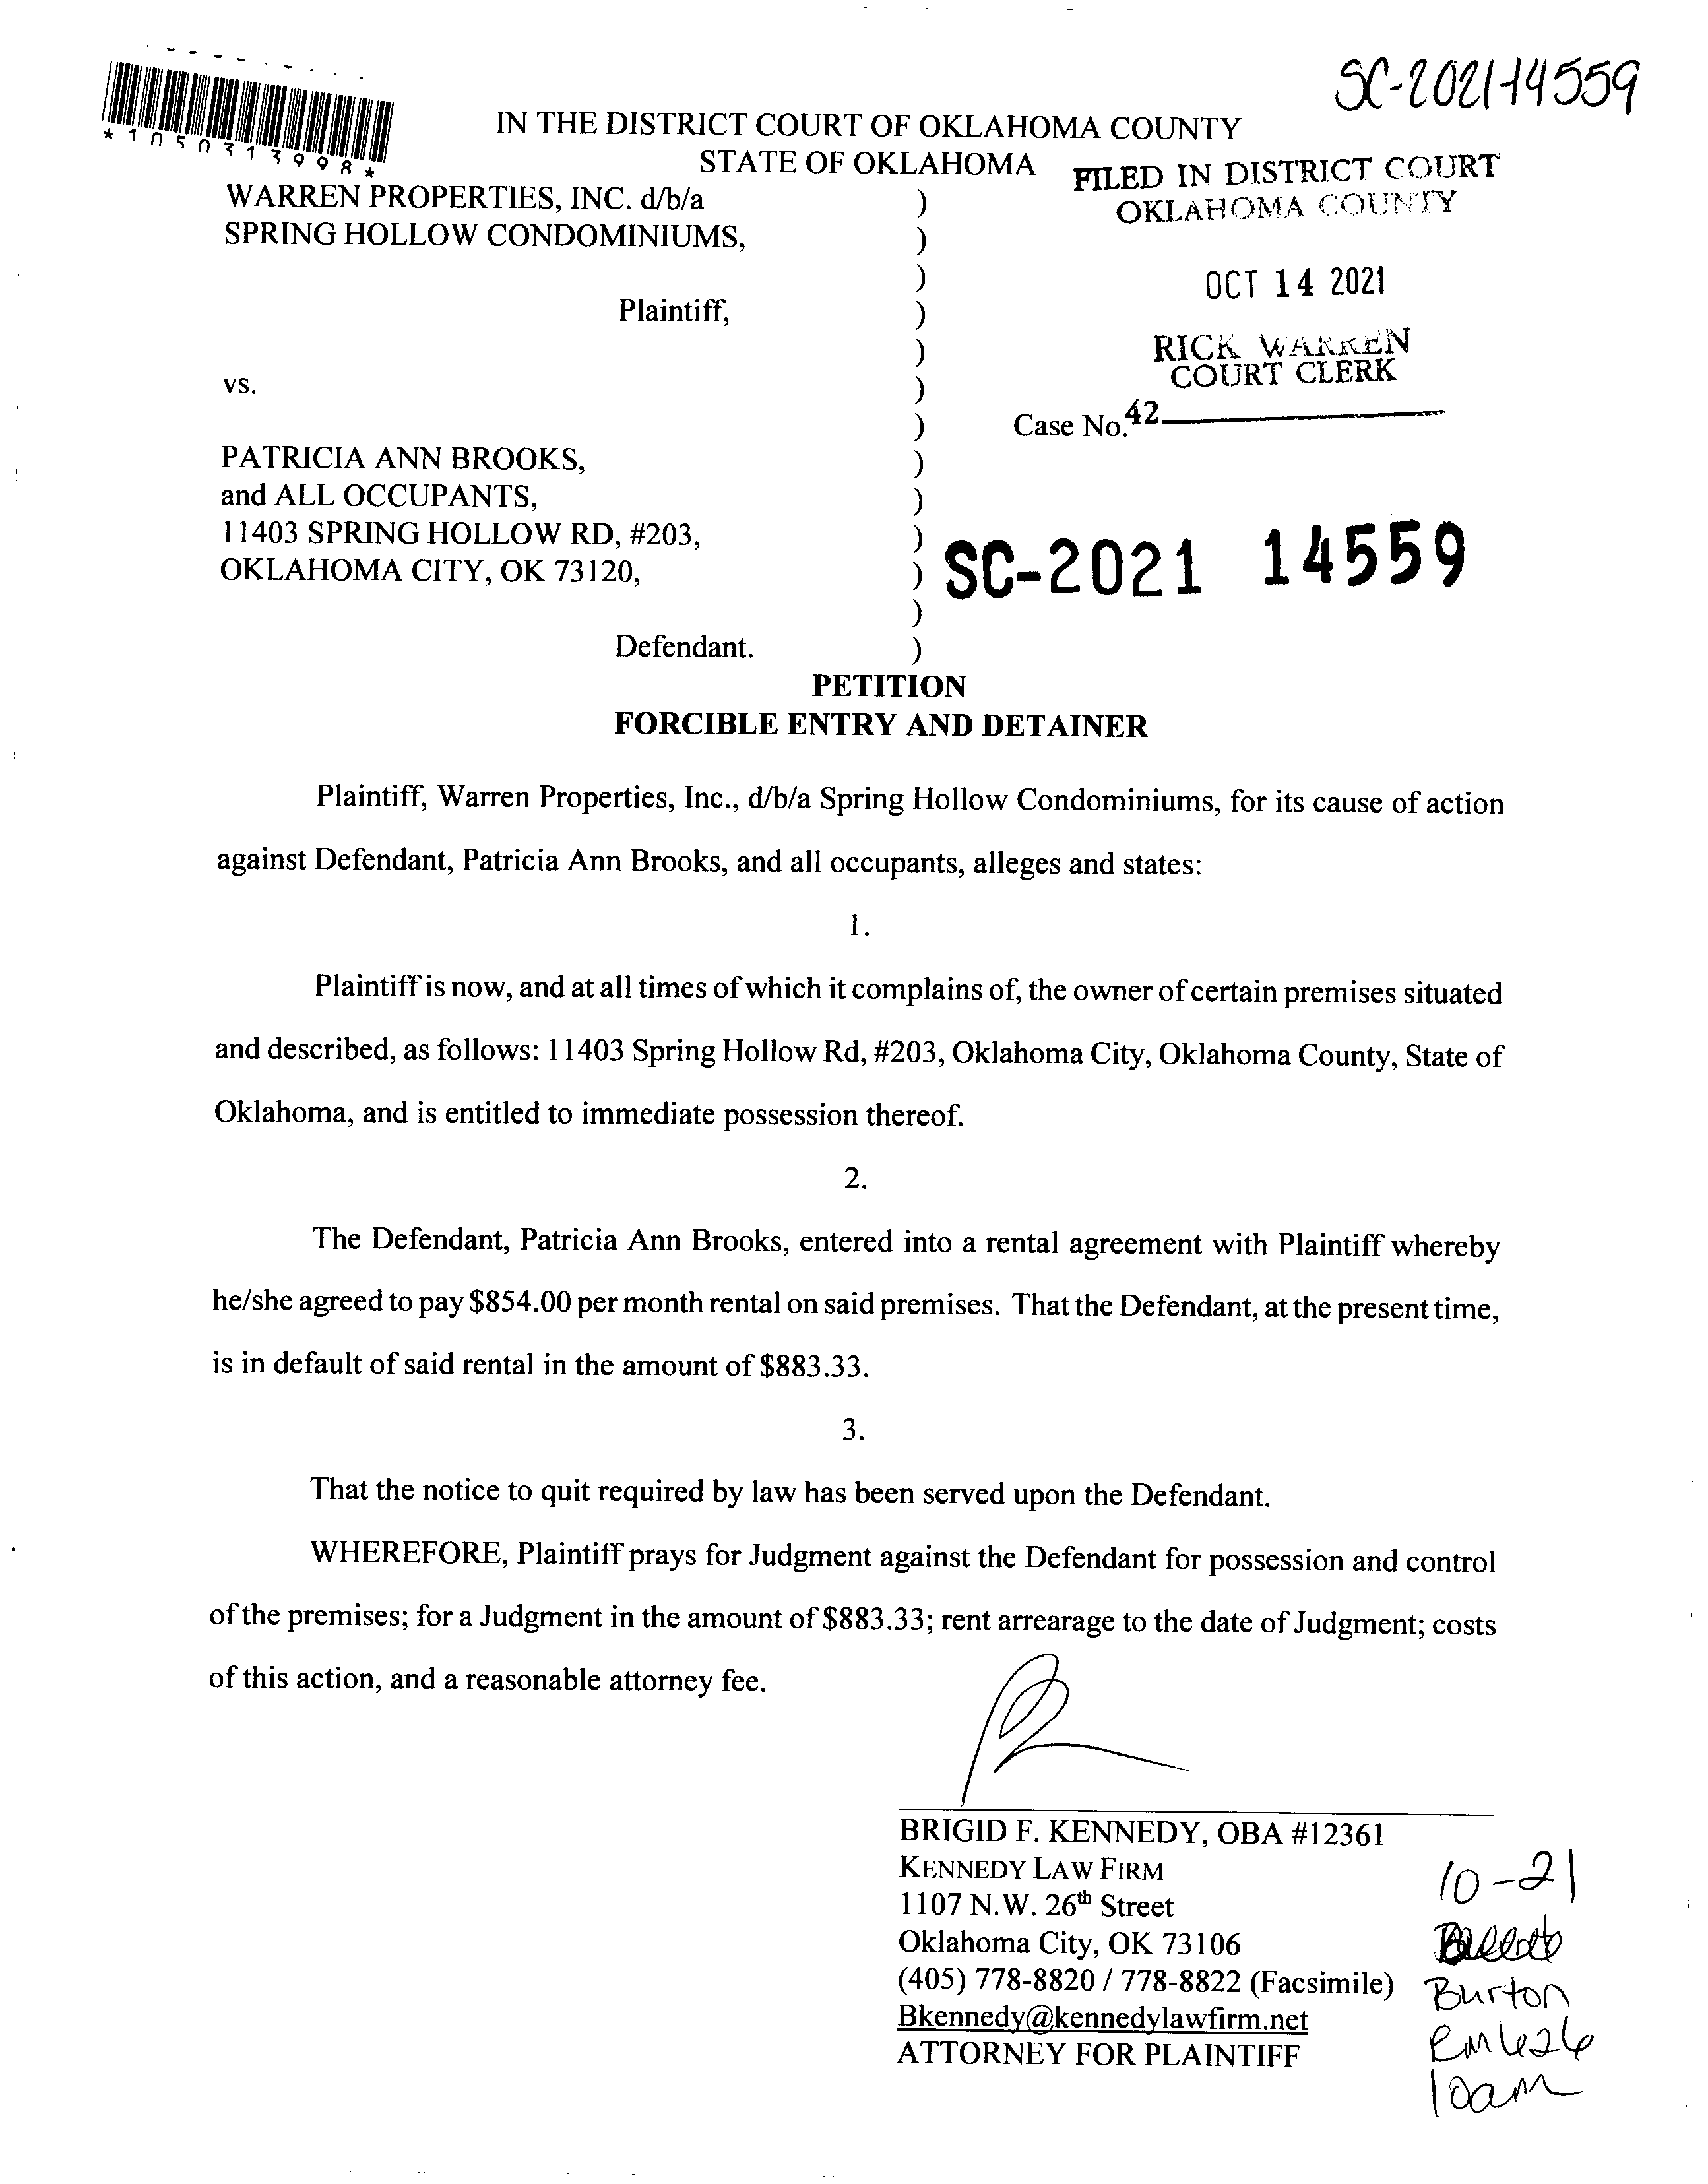 SC-2021-14559
*1050313998*
IN THE DISTRICT COURT OF OKLAHOMA COUNTY
STATE OF OKLAHOMA
FILED IN DISTRICT COURT
OKLAHOMA COUNTY
OCT 14 2021
RICK WARREN
COURT CLERK
42
WARREN PROPERTIES, INC. d/b/a )
SPRING HOLLOW CONDOMINIUMS, )
)
Plaintiff, )
)
vs. )
) Case No.
PATRICIA ANN BROOKS, )
and ALL OCCUPANTS, )
11403 SPRING HOLLOW RD, #203, )
OKLAHOMA CITY, OK 73120, ) SC-2021 14559
)
Defendant. )
PETITION
FORCIBLE ENTRY AND DETAINER
Plaintiff, Warren Properties, Inc., d/b/a Spring Hollow Condominiums, for its cause of action
against Defendant, Patricia Ann Brooks, and all occupants, alleges and states:
1.
Plaintiff is now, and at all times of which it complains of, the owner of certain premises situated
and described, as follows: 11403 Spring Hollow Rd, #203, Oklahoma City, Oklahoma County, State of
Oklahoma, and is entitled to immediate possession thereof.
2.
The Defendant, Patricia Ann Brooks, entered into a rental agreement with Plaintiff whereby
he/she agreed to pay $854.00 per month rental on said premises. That the Defendant, at the present time,
is in default of said rental in the amount of $883.33.
3.
That the notice to quit required by law has been served upon the Defendant.
WHEREFORE, Plaintiff prays for Judgment against the Defendant for possession and control
of the premises; for a Judgment in the amount of $883.33; rent arrearage to the date of Judgment; costs
of this action, and a reasonable attorney fee.
BRIGID F. KENNEDY, OBA #12361
KENNEDY LAW FIRM
1107 N.W. 26th Street
Oklahoma City, OK 73106
(405) 778-8820 / 778-8822 (Facsimile)
Bkennedy@kennedylawfirm.net
ATTORNEY FOR PLAINTIFF
10-21
Burton
Rm 626
10am